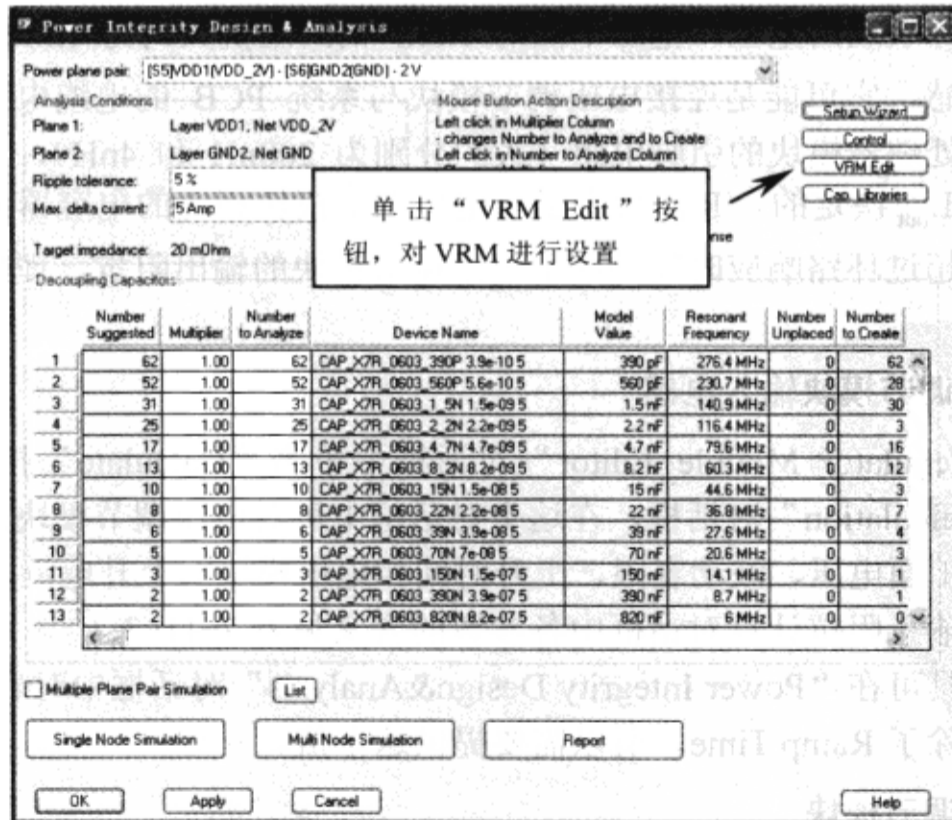 Power Integrity Design & Analysis
Power plane pair: [S5]VDD1(VDD_2V) - [S6]GND2(GND) - 2 V
Analysis Conditions
Plane 1: Layer VDD1, Net VDD_2V
Plane 2: Layer GND2, Net GND
Ripple tolerance: 5 %
Max. delta current: 5 Amp
Target impedance: 20 mOhm
Mouse Button Action Description
Left click in Multiplier Column
- changes Number to Analyze and to Create
Left click in Number to Analyze Column
Setup Wizard
Control
VRM Edit
Cap. Libraries
单击“VRM Edit”按
钮，对 VRM 进行设置
Decoupling Capacitors
Number Suggested Multiplier Number to Analyze Device Name Model Value Resonant Frequency Number Unplaced Number to Create
1 62 1.00 62 CAP_X7R_0603_390P 3.9e-10 5 390 pF 276.4 MHz 0 62
2 52 1.00 52 CAP_X7R_0603_560P 5.6e-10 5 560 pF 230.7 MHz 0 28
3 31 1.00 31 CAP_X7R_0603_1_5N 1.5e-09 5 1.5 nF 140.9 MHz 0 30
4 25 1.00 25 CAP_X7R_0603_2_2N 2.2e-09 5 2.2 nF 116.4 MHz 0 3
5 17 1.00 17 CAP_X7R_0603_4_7N 4.7e-09 5 4.7 nF 79.6 MHz 0 16
6 13 1.00 13 CAP_X7R_0603_8_2N 8.2e-09 5 8.2 nF 60.3 MHz 0 6
7 10 1.00 10 CAP_X7R_0603_15N 1.5e-08 5 15 nF 44.6 MHz 0 3
8 8 1.00 8 CAP_X7R_0603_22N 2.2e-08 5 22 nF 36.8 MHz 0 7
9 6 1.00 6 CAP_X7R_0603_39N 3.9e-08 5 39 nF 27.6 MHz 0 4
10 5 1.00 5 CAP_X7R_0603_70N 7e-08 5 70 nF 20.6 MHz 0 3
11 3 1.00 3 CAP_X7R_0603_150N 1.5e-07 5 150 nF 14.1 MHz 0 3
12 2 1.00 2 CAP_X7R_0603_390N 3.9e-07 5 390 nF 8.7 MHz 0 1
13 2 1.00 2 CAP_X7R_0603_820N 8.2e-07 5 820 nF 6 MHz 0 0
Multiple Plane Pair Simulation List
Single Node Simulation Multi Node Simulation Report
OK Apply Cancel Help